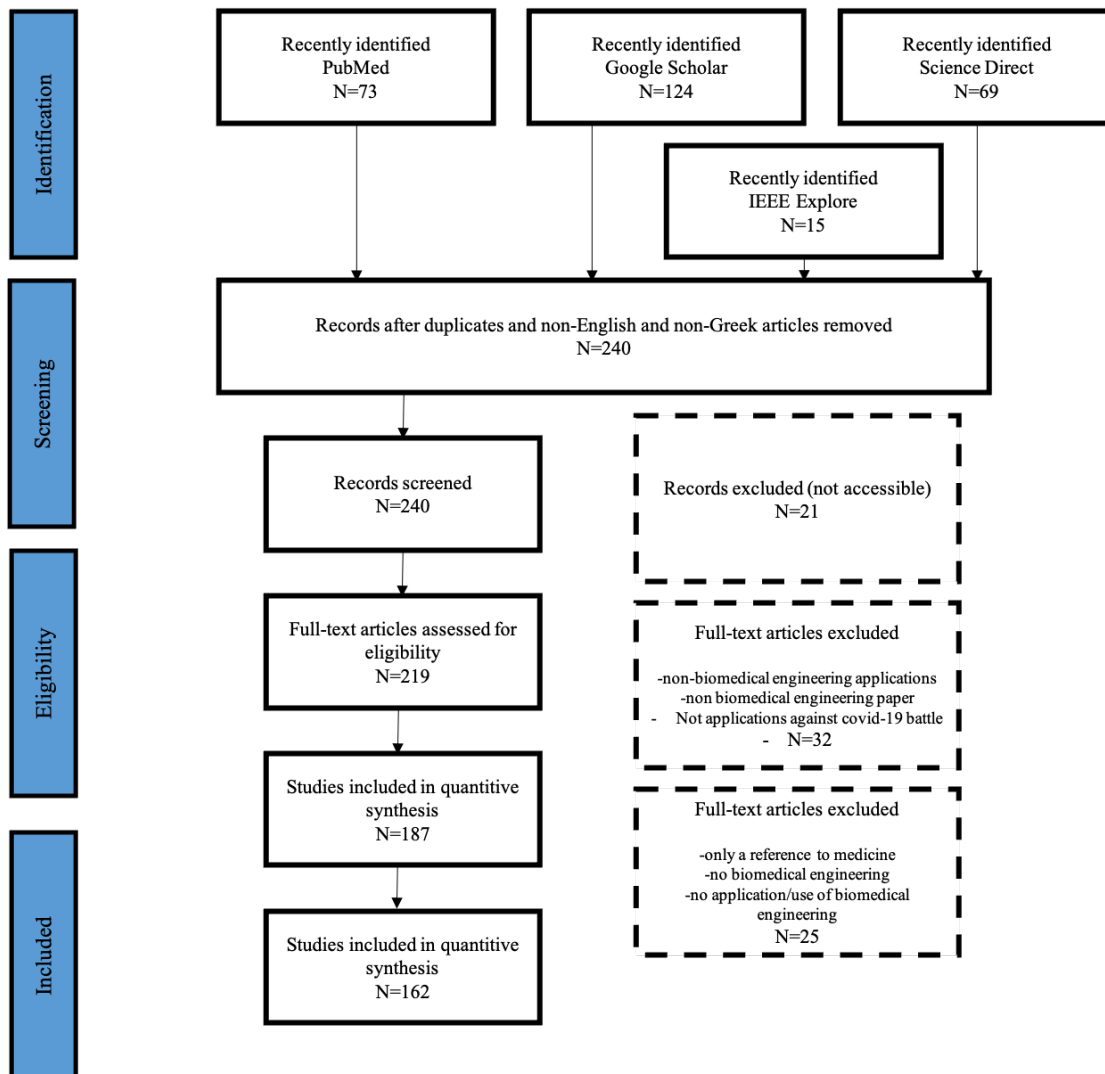 Identification
Recently identified
PubMed
N=73
Recently identified
Google Scholar
N=124
Recently identified
Science Direct
N=69
Recently identified
IEEE Explore
N=15
Screening
Records after duplicates and non-English and non-Greek articles removed
N=240
Records screened
N=240
Records excluded (not accessible)
N=21
Eligibility
Full-text articles assessed for
eligibility
N=219
Full-text articles excluded
-non-biomedical engineering applications
-non biomedical engineering paper
- Not applications against covid-19 battle
- N=32
Studies included in quantitive
synthesis
N=187
Included
Full-text articles excluded
-only a reference to medicine
-no biomedical engineering
-no application/use of biomedical
engineering
N=25
Studies included in quantitive
synthesis
N=162